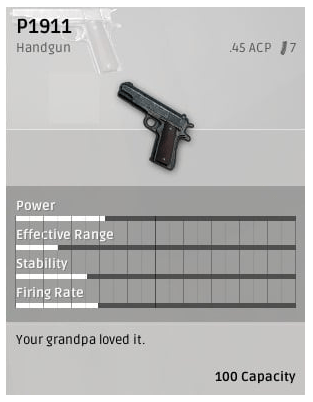 P1911
Handgun .45 ACP 7
Power
Effective Range
Stability
Firing Rate
Your grandpa loved it.
100 Capacity